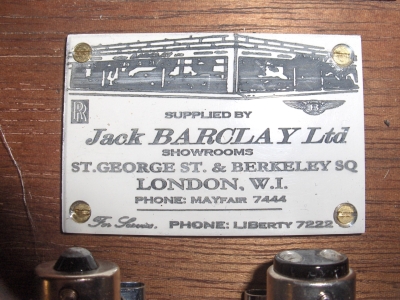 RR
SUPPLIED BY
Jack BARCLAY Ltd
SHOWROOMS
ST. GEORGE ST. & BERKELEY SQ
LONDON, W.I.
PHONE: MAYFAIR 7444
For Service. PHONE: LIBERTY 7222